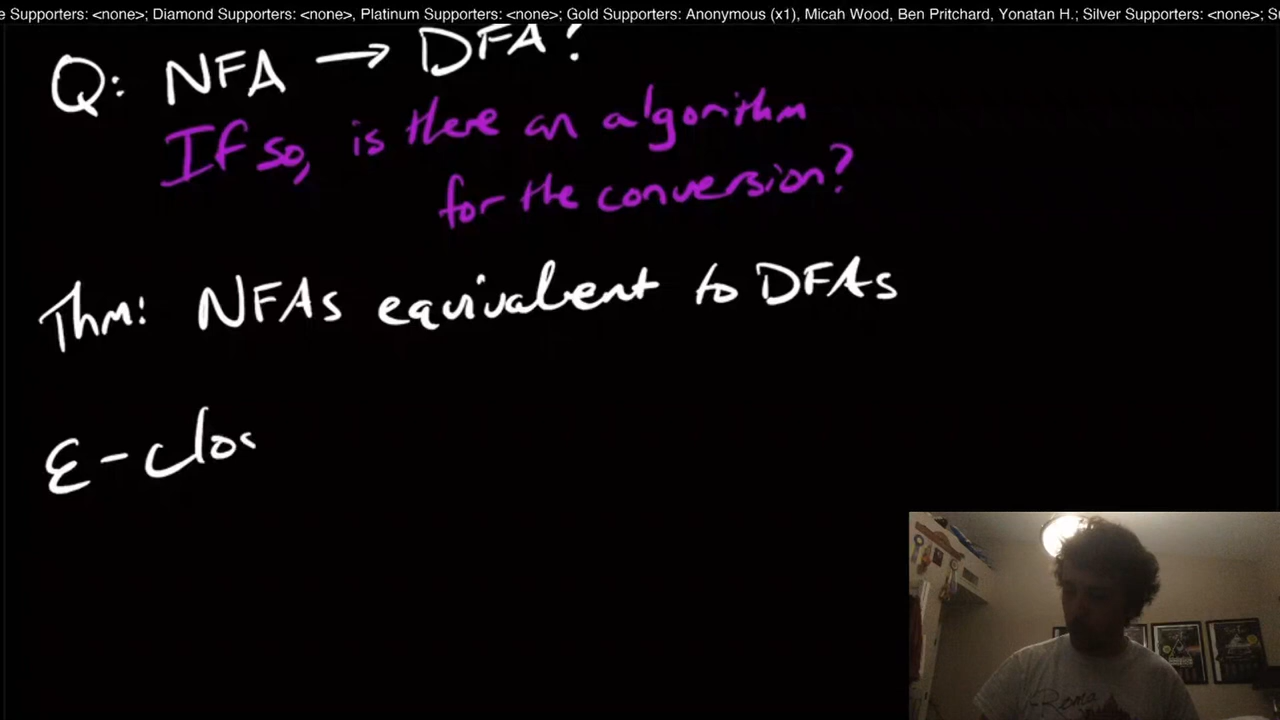 e Supporters: <none>; Diamond Supporters: <none>, Platinum Supporters: <none>; Gold Supporters: Anonymous (x1), Micah Wood, Ben Pritchard, Yonatan H.; Silver Supporters: <none>; S
Q: NFA → DFA?
If so, is there an algorithm
for the conversion?
Thm: NFAs equivalent to DFAs
ε-clos
Roma